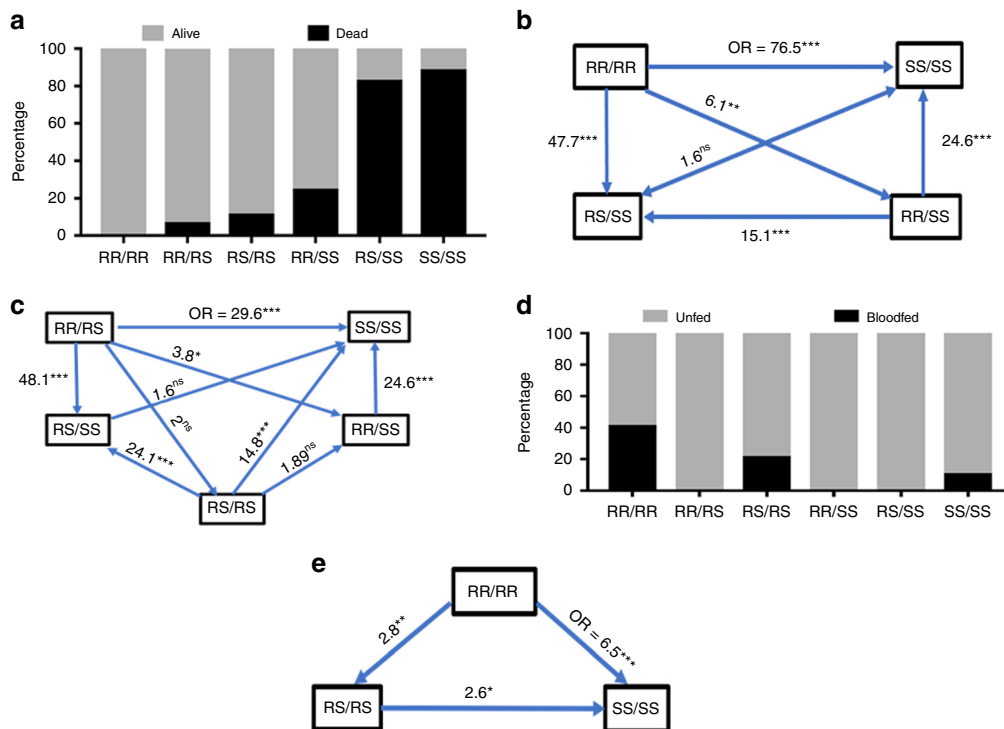 a
Alive
Dead
100
80
60
40
20
0
Percentage
RR/RR
RR/RS
RS/RS
RR/SS
RS/SS
SS/SS
b
OR = 76.5***
RR/RR
SS/SS
6.1**
47.7***
1.6ns
24.6***
RS/SS
RR/SS
15.1***
c
OR = 29.6***
RR/RS
SS/SS
3.8*
48.1***
1.6ns
24.6***
RS/SS
2ns
RR/SS
14.8***
24.1***
1.89ns
RS/RS
d
Unfed
Bloodfed
100
80
60
40
20
0
Percentage
RR/RR
RR/RS
RS/RS
RR/SS
RS/SS
SS/SS
e
RR/RR
2.8**
OR = 6.5***
RS/RS
2.6*
SS/SS